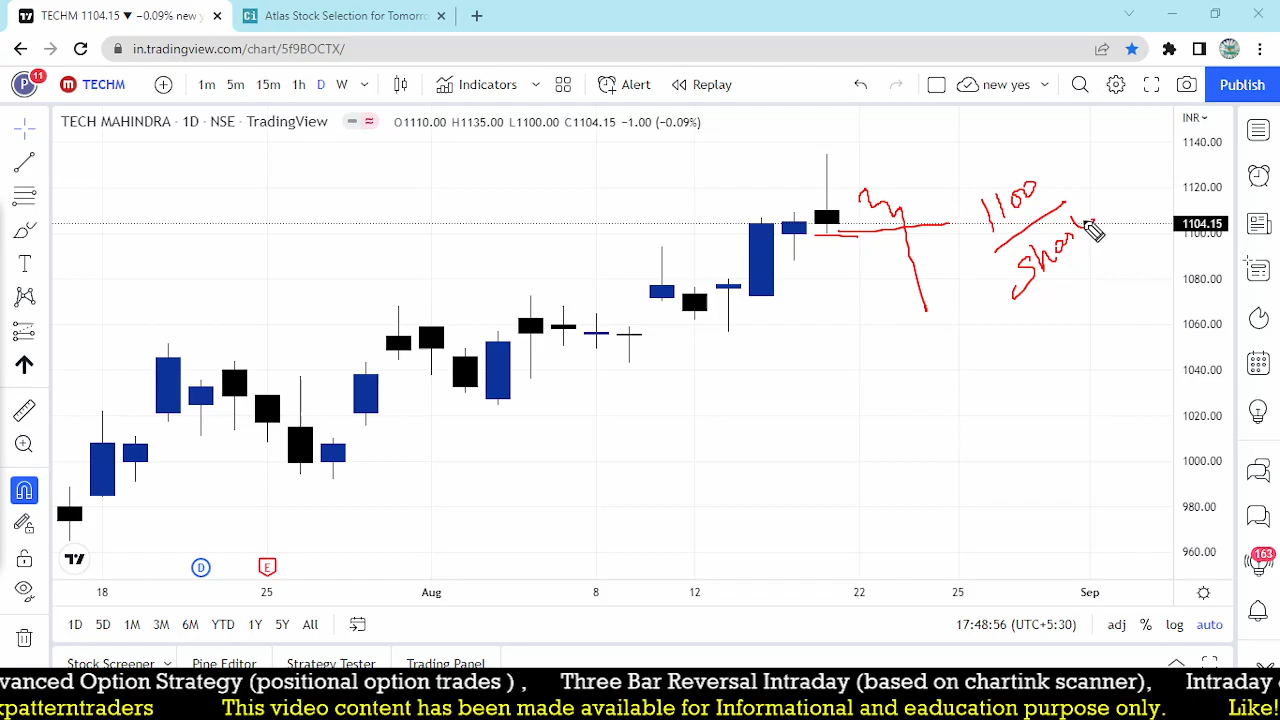 TECHM 1104.15 ▼ −0.09% new y
Atlas Stock Selection for Tomorro
in.tradingview.com/chart/5f9BOCTX/
P 11 TECHM 1m 5m 15m 1h D W Indicators Alert Replay new yes Publish
TECH MAHINDRA · 1D · NSE · TradingView O1110.00 H1135.00 C1104.15 −1.00 (−0.09%) INR
1140.00
1120.00
1100
1104.15
1100.00
1080.00
1060.00
1040.00
1020.00
1000.00
980.00
960.00
D E
163
18 25 Aug 8 12 22 25 Sep
1D 5D 1M 3M 6M YTD 1Y 5Y All 17:48:56 (UTC+5:30) adj % log auto
Stock Screener Pine Editor Strategy Tester Trading Panel
vanced Option Strategy (positional option trades ) , Three Bar Reversal Intraday (based on chartink scanner), Intraday
kpatterntraders This video content has been made available for Informational and eaducation purpose only. Like!